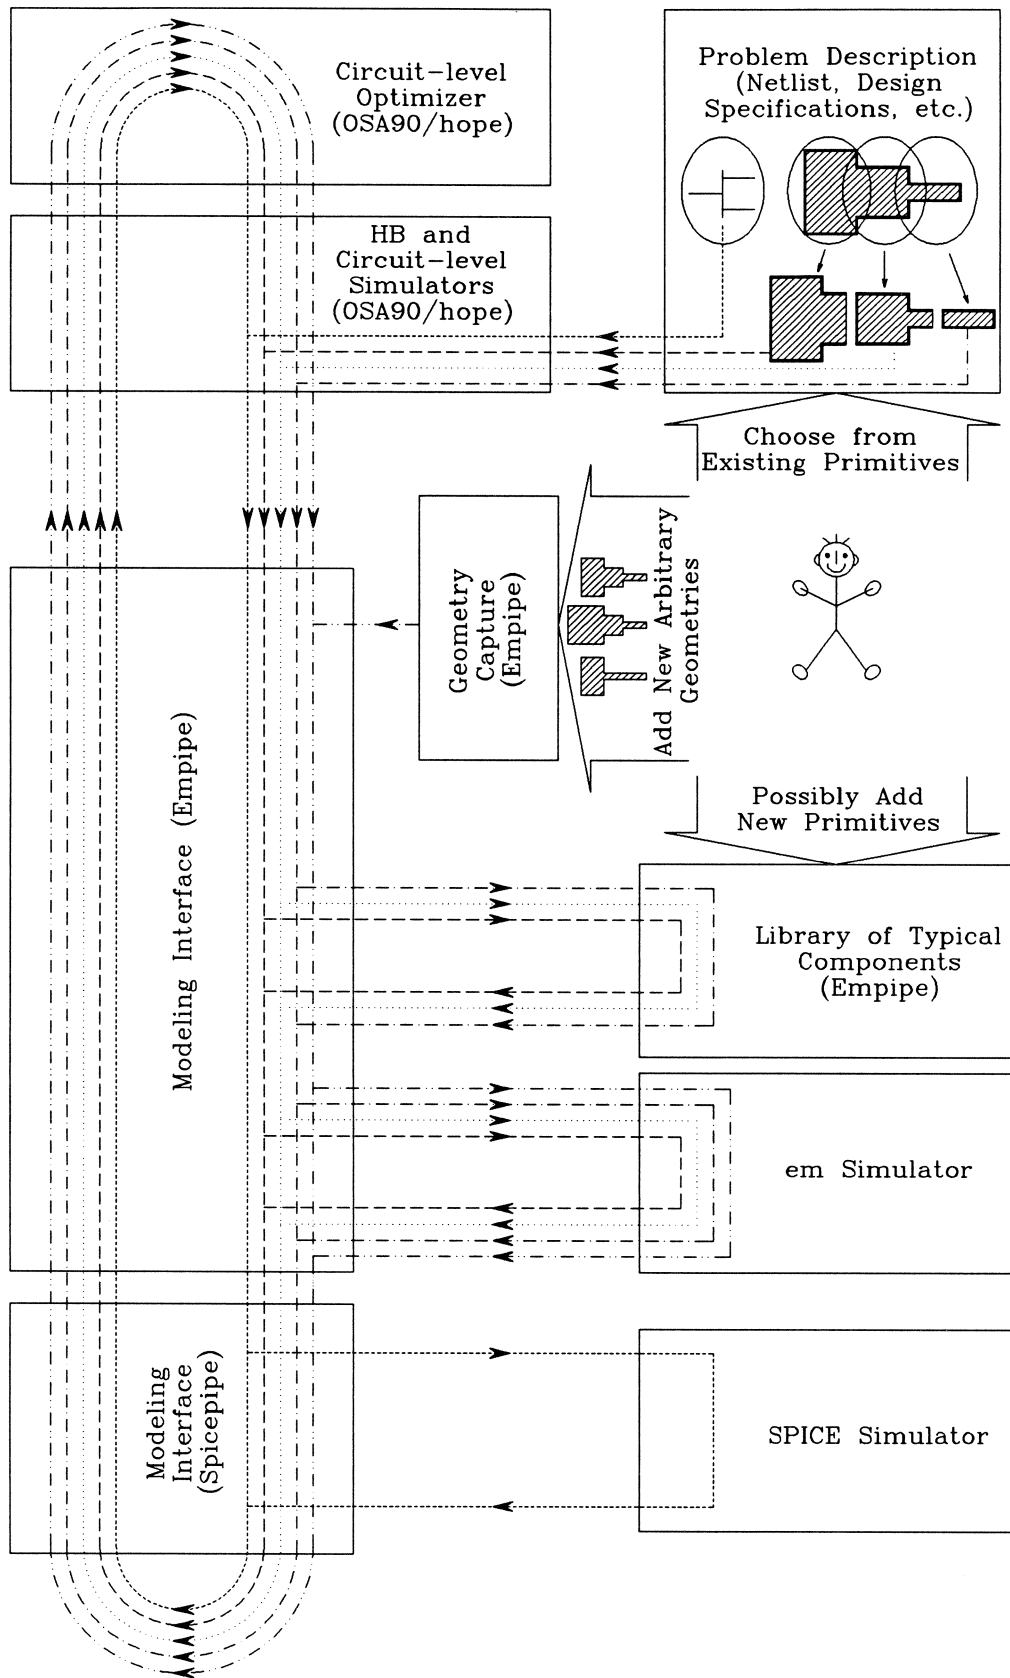 Circuit-level
Optimizer
(OSA90/hope)
Problem Description
(Netlist, Design
Specifications, etc.)
HB and
Circuit-level
Simulators
(OSA90/hope)
Choose from
Existing Primitives
Geometry
Capture
(Empipe)
Add New Arbitrary
Geometries
Modeling Interface (Empipe)
Possibly Add
New Primitives
Library of Typical
Components
(Empipe)
em Simulator
Modeling
Interface
(Spicepipe)
SPICE Simulator